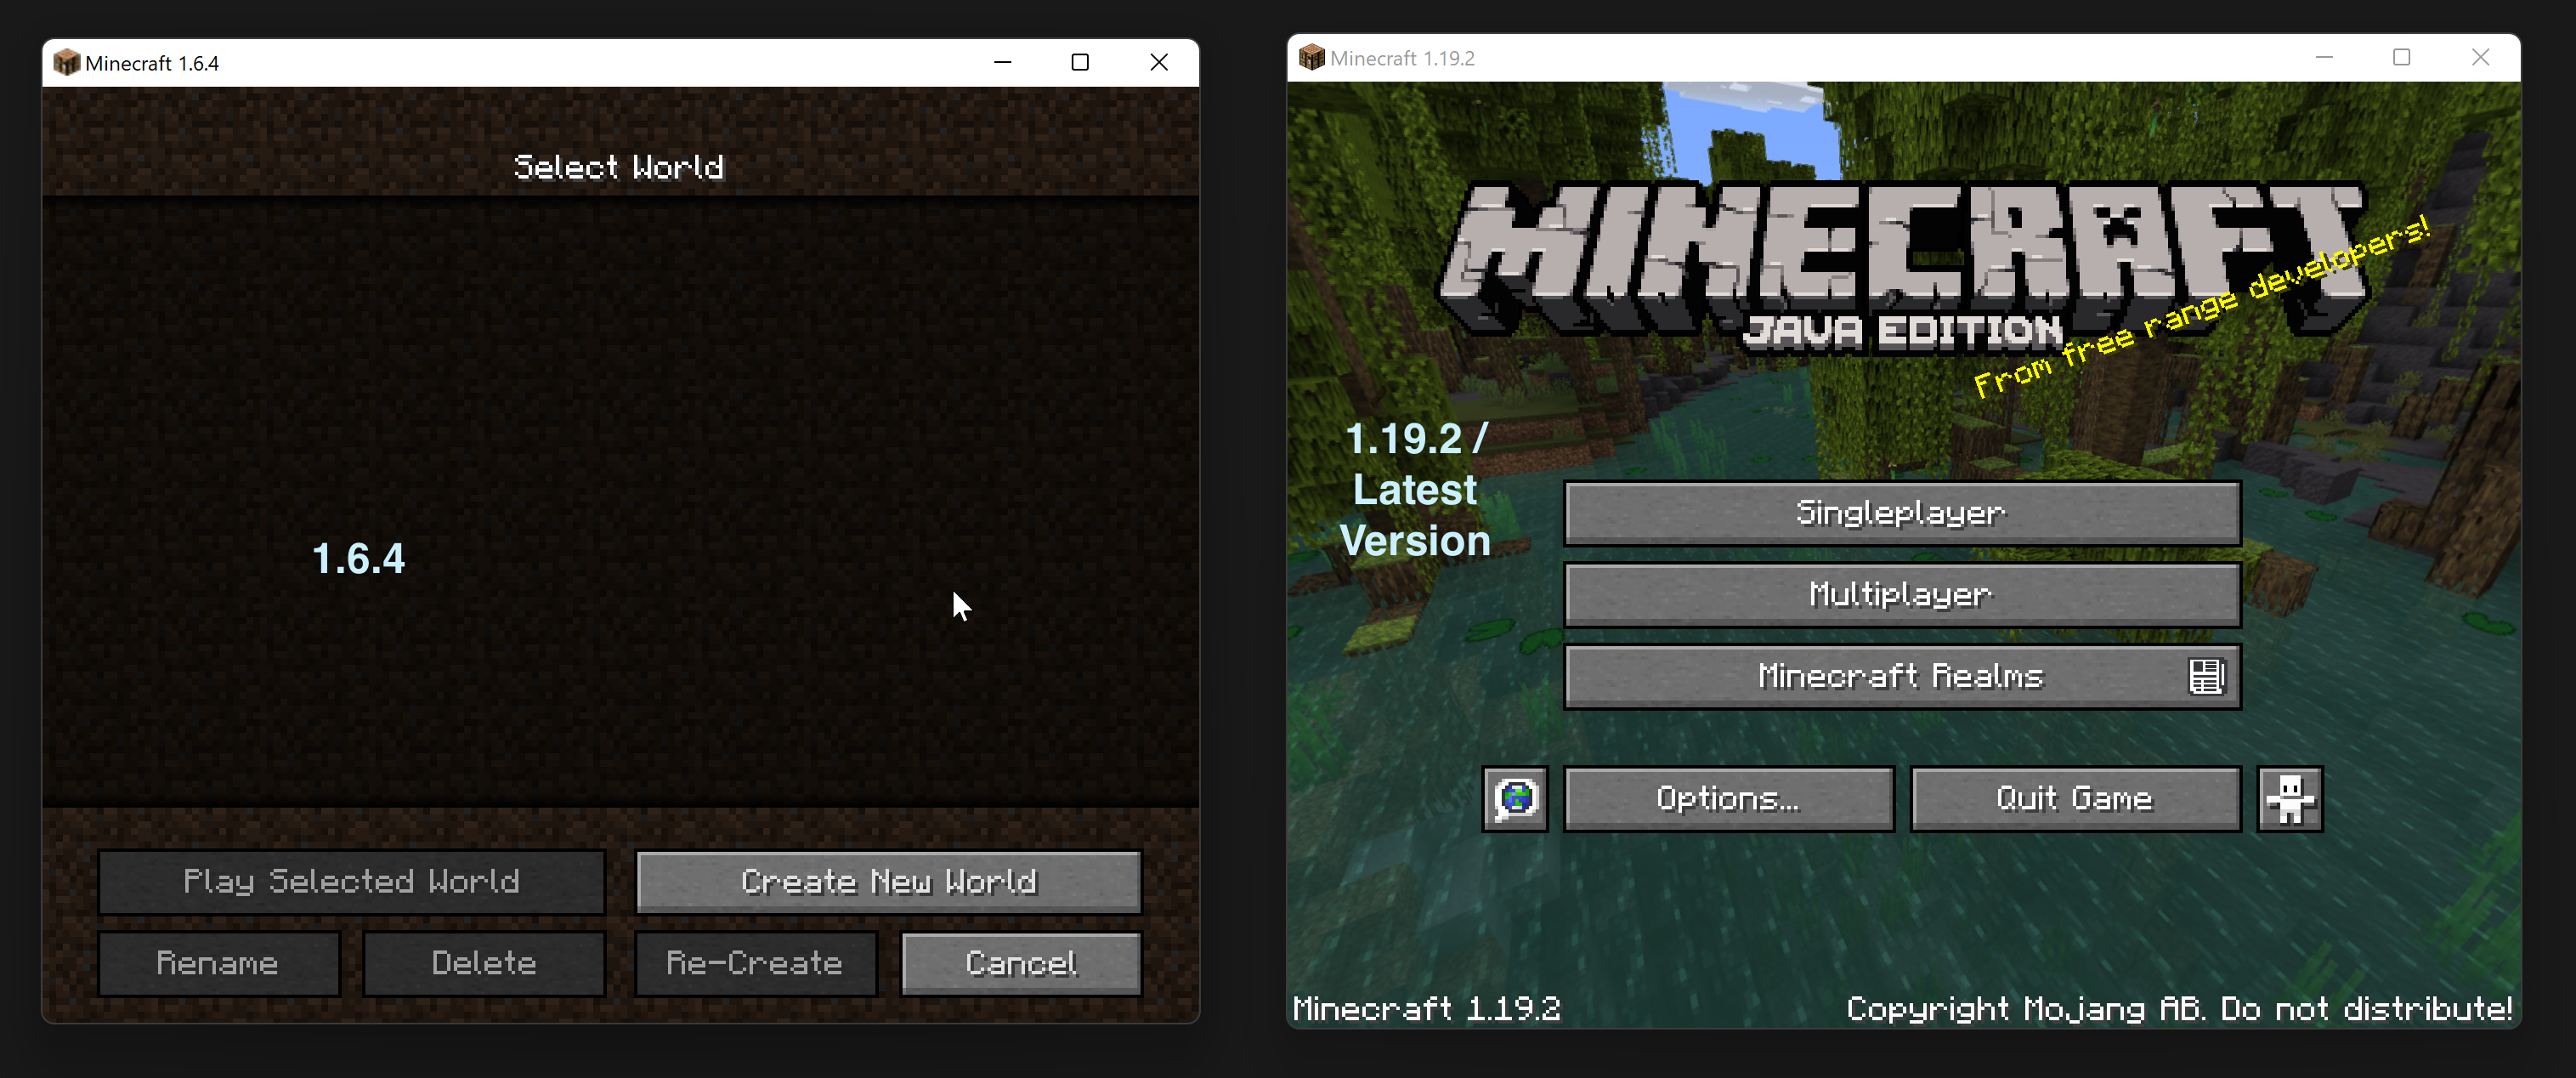 Minecraft 1.6.4
Select World
1.6.4
Play Selected World
Create New World
Rename
Delete
Re-Create
Cancel
Minecraft 1.19.2
MINECRAFT
JAVA EDITION
From free range developers!
1.19.2 /
Latest
Version
Singleplayer
Multiplayer
Minecraft Realms
Options...
Quit Game
Minecraft 1.19.2
Copyright Mojang AB. Do not distribute!